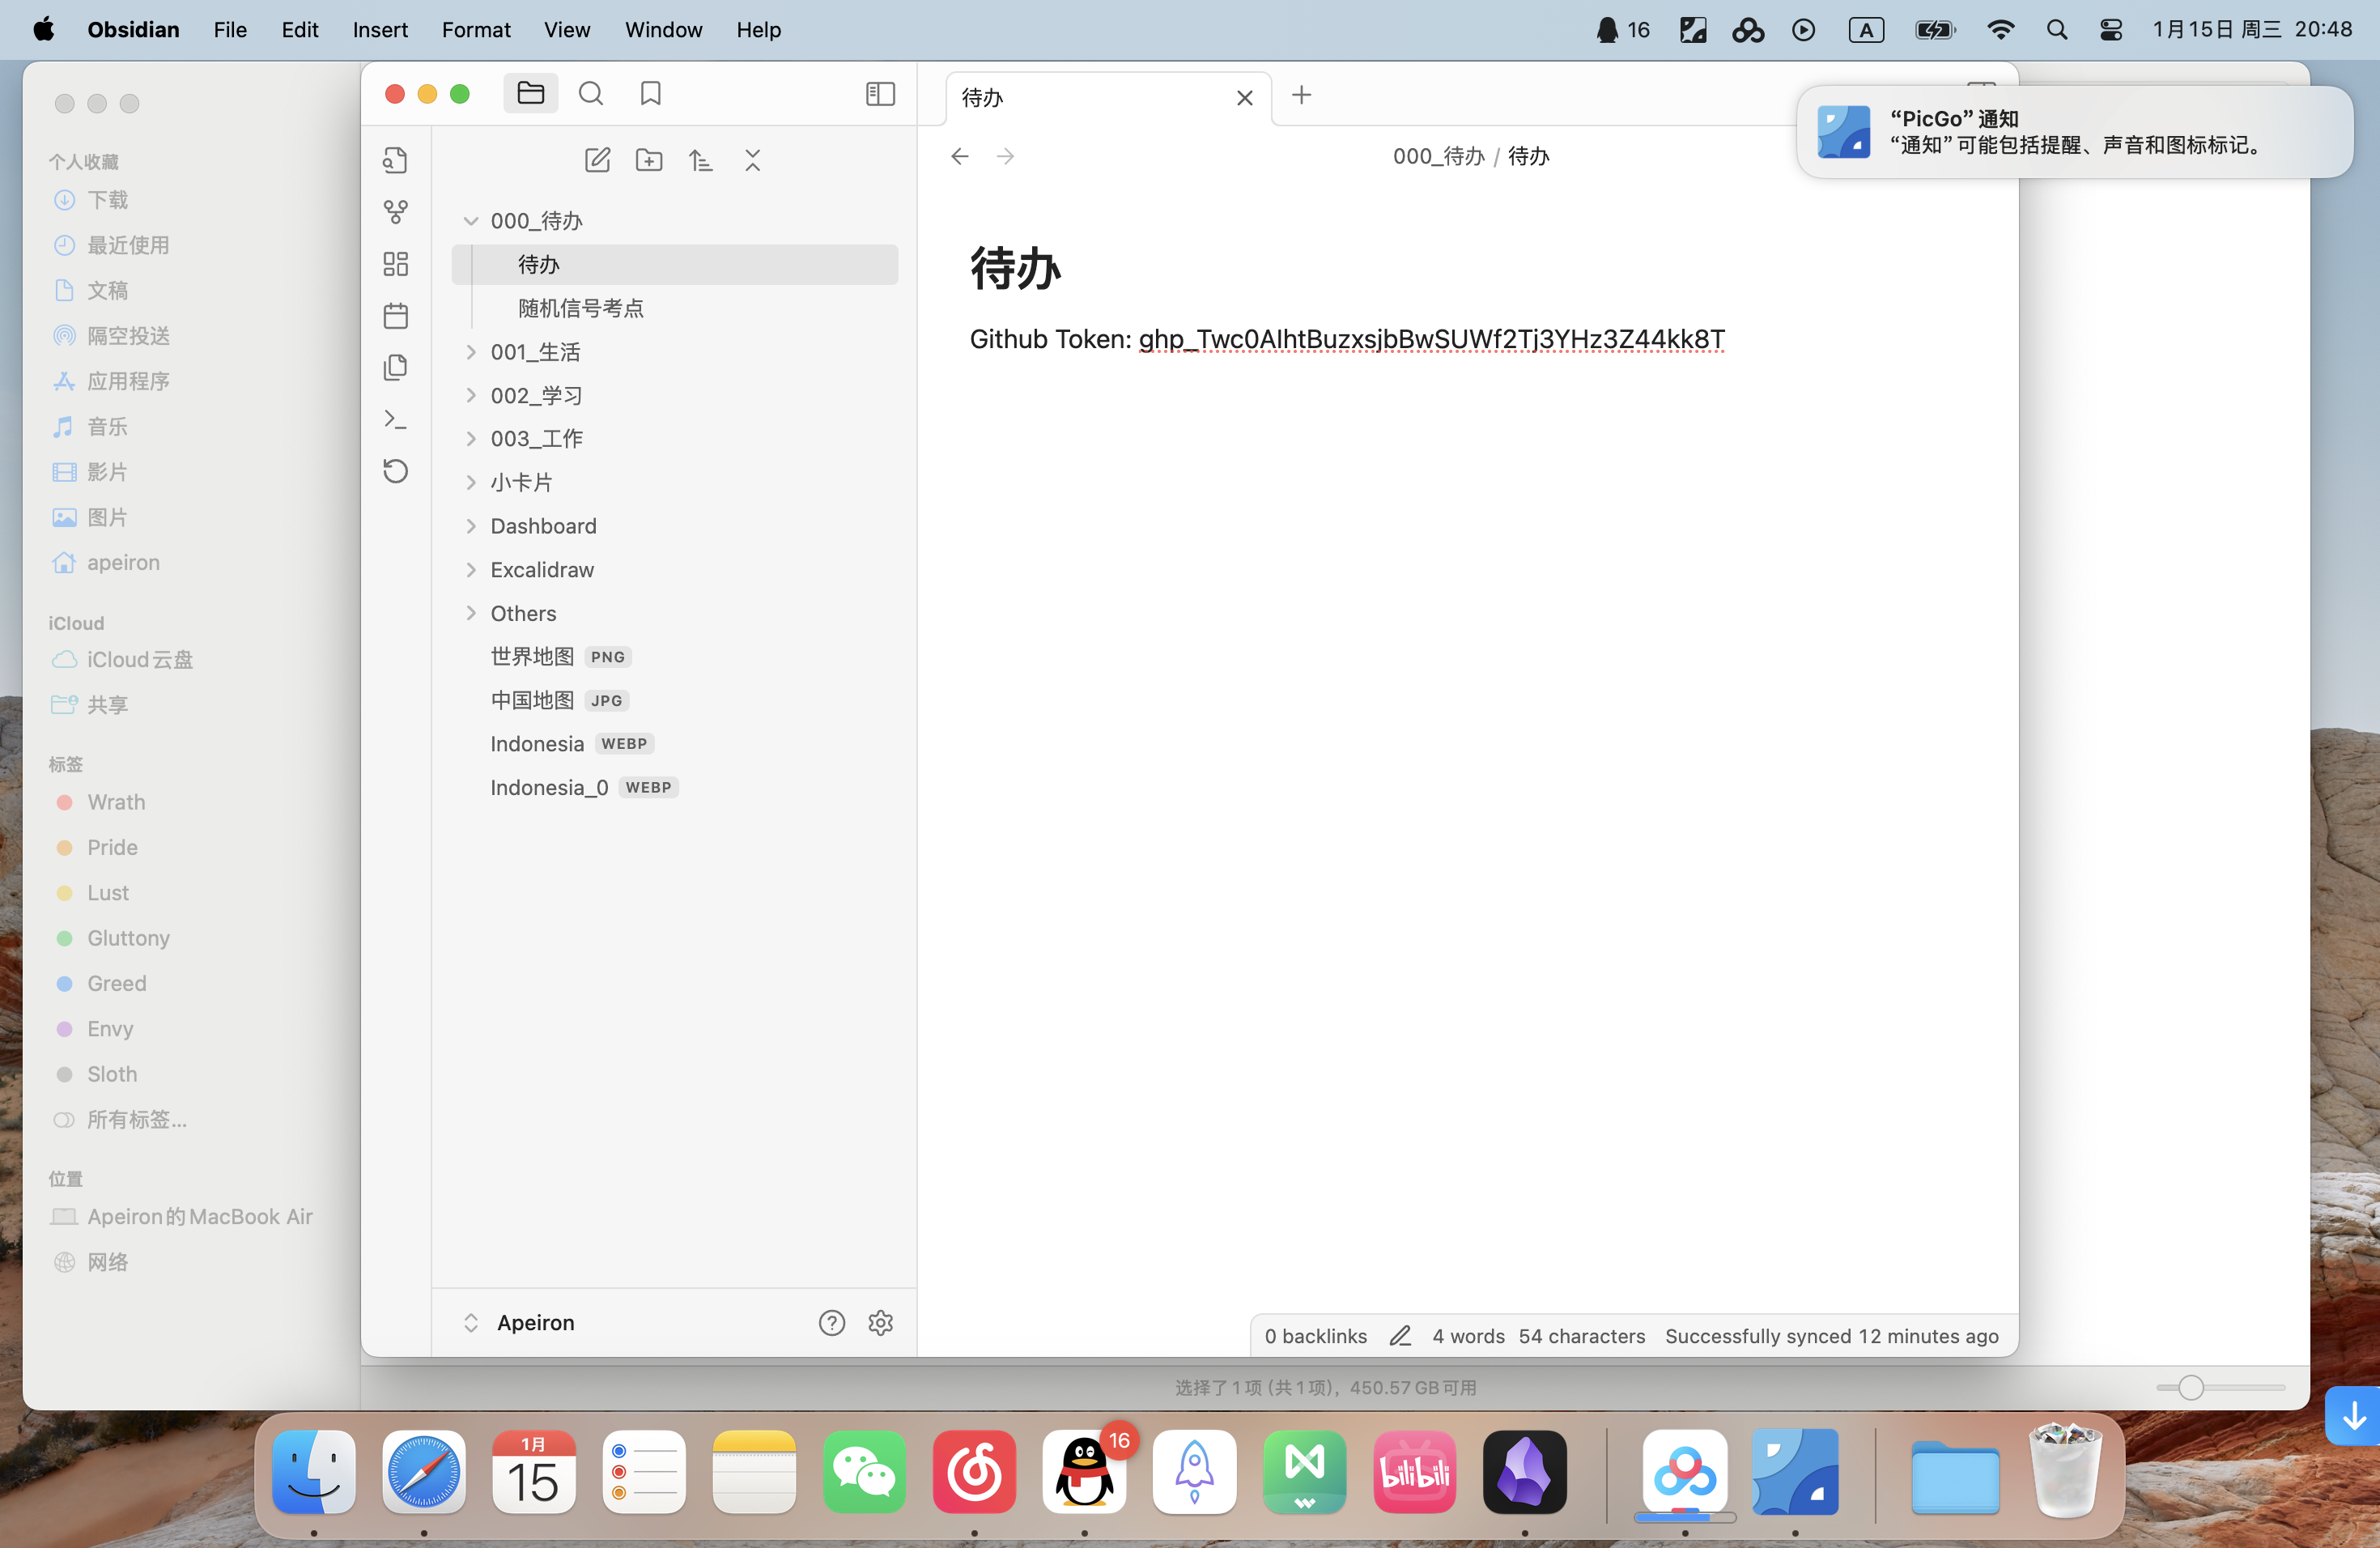 Obsidian File Edit Insert Format View Window Help
16 A 1月15日 周三 20:48
个人收藏
下载
最近使用
文稿
隔空投送
应用程序
音乐
影片
图片
apeiron
iCloud
iCloud云盘
共享
标签
Wrath
Pride
Lust
Gluttony
Greed
Envy
Sloth
所有标签...
位置
Apeiron的MacBook Air
网络
000_待办
待办
随机信号考点
001_生活
002_学习
003_工作
小卡片
Dashboard
Excalidraw
Others
世界地图 PNG
中国地图 JPG
Indonesia WEBP
Indonesia_0 WEBP
Apeiron
待办
000_待办 / 待办
待办
Github Token:
“PicGo”通知
“通知”可能包括提醒、声音和图标标记。
0 backlinks 4 words 54 characters Successfully synced 12 minutes ago
选择了1项 (共1项)，450.57 GB可用
1月
15
16
bilibili